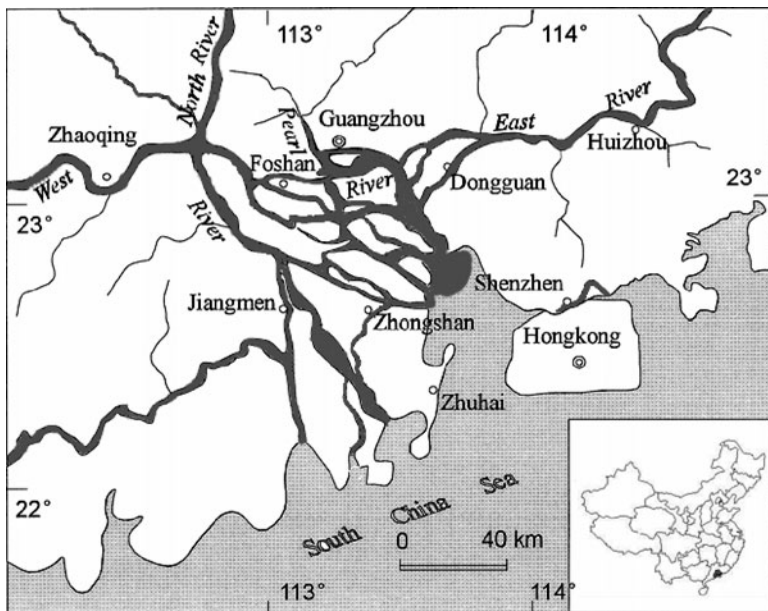 113°
114°
North River
Pearl
River
Guangzhou
East
River
Zhaoqing
Foshan
Huizhou
West
River
Dongguan
23°
23°
Shenzhen
Jiangmen
Zhongshan
Hongkong
Zhuhai
22°
South China Sea
0 40 km
113°
114°